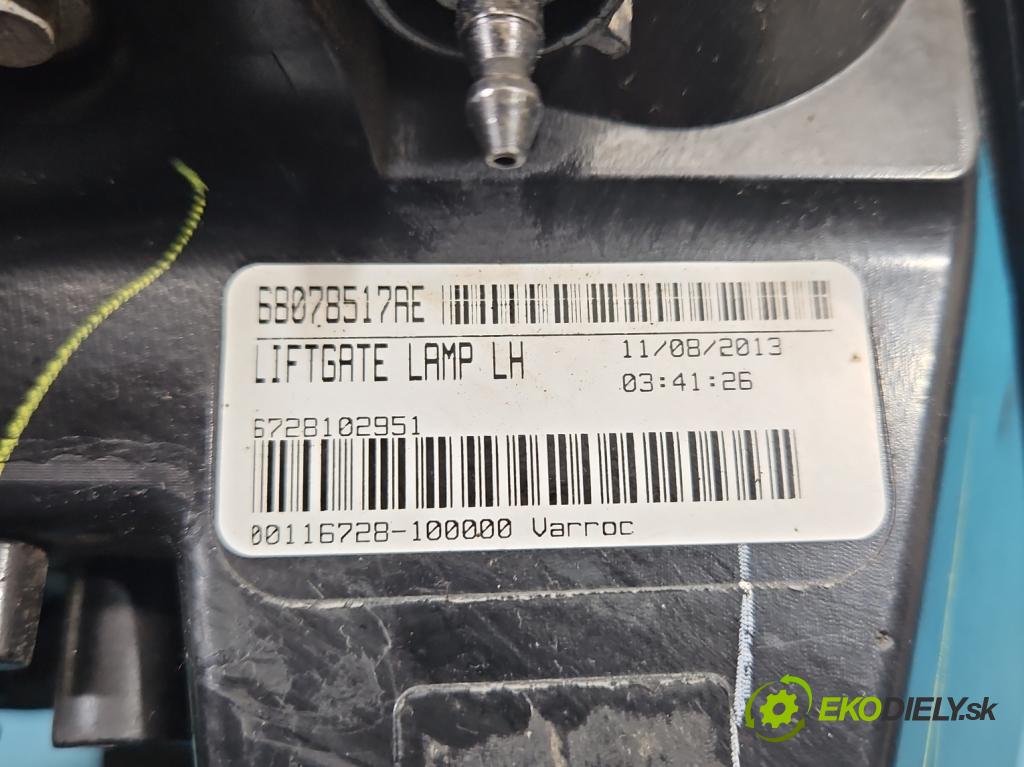 68078517AE
LIFTGATE LAMP LH
11/08/2013
03:41:26
6728102951
00116728-100000 Varroc
EKODIELY.sk